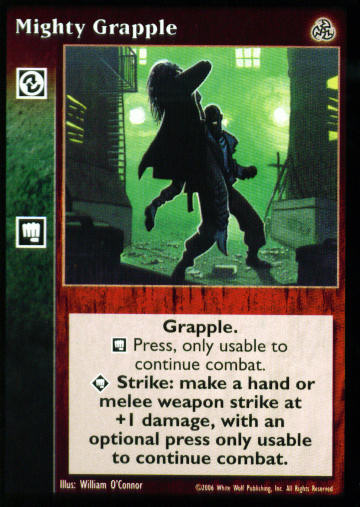 Mighty Grapple
Grapple.
Press, only usable to
continue combat.
Strike: make a hand or
melee weapon strike at
+1 damage, with an
optional press only usable
to continue combat.
Illus: William O'Connor
©2006 White Wolf Publishing, Inc. All Rights Reserved